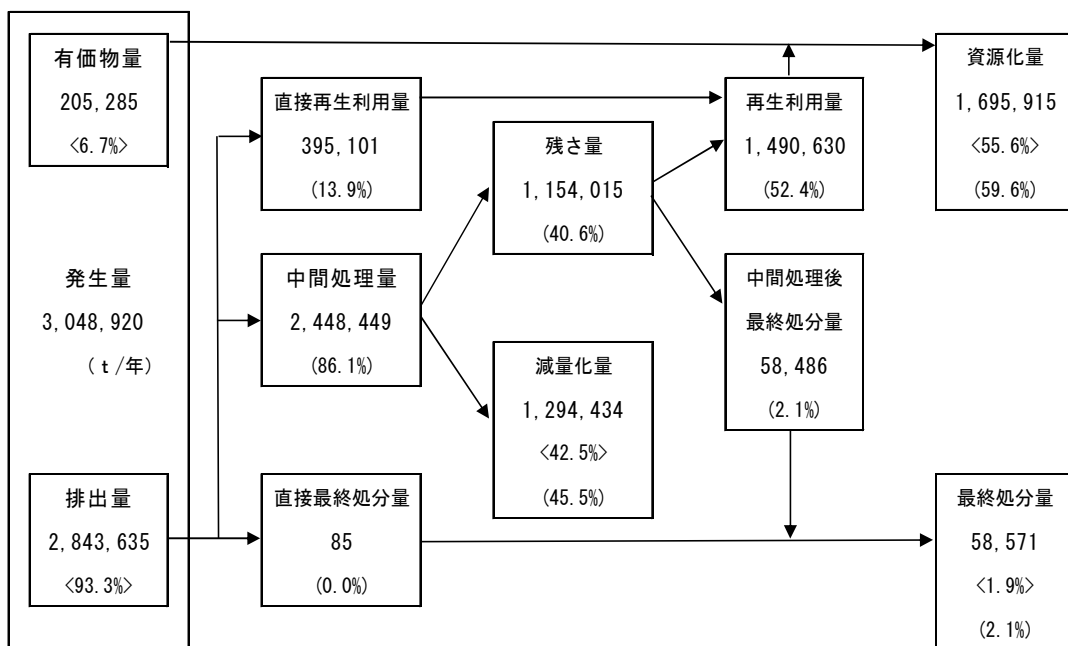 有価物量
205,285
<6.7%>
発生量
3,048,920
(t/年)
排出量
2,843,635
<93.3%>
直接再生利用量
395,101
(13.9%)
中間処理量
2,448,449
(86.1%)
直接最終処分量
85
(0.0%)
残さ量
1,154,015
(40.6%)
減量化量
1,294,434
<42.5%>
(45.5%)
再生利用量
1,490,630
(52.4%)
中間処理後
最終処分量
58,486
(2.1%)
資源化量
1,695,915
<55.6%>
(59.6%)
最終処分量
58,571
<1.9%>
(2.1%)